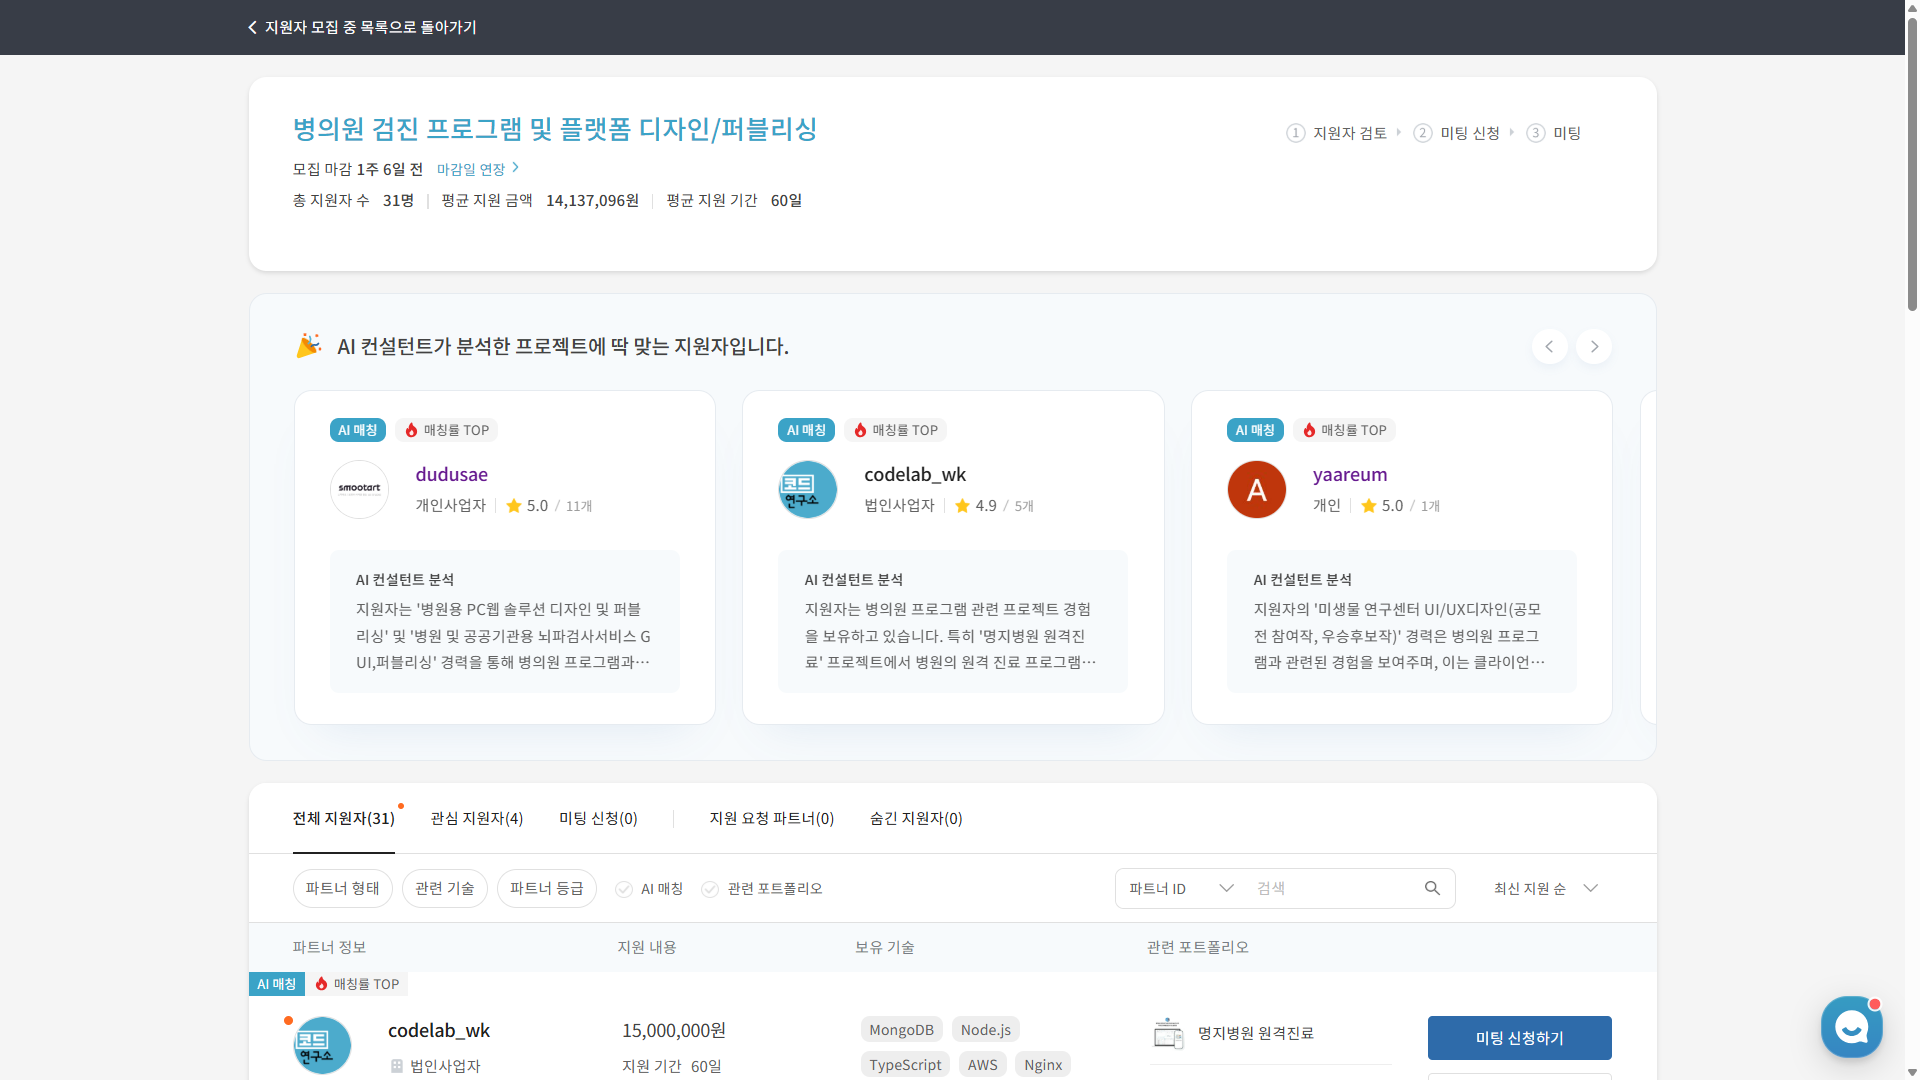 지원자 모집 중 목록으로 돌아가기
병의원 검진 프로그램 및 플랫폼 디자인/퍼블리싱
1 지원자 검토 2 미팅 신청 3 미팅
모집 마감 1주 6일 전 마감일 연장
총 지원자 수 31명 평균 지원 금액 14,137,096원 평균 지원 기간 60일
AI 컨설턴트가 분석한 프로젝트에 딱 맞는 지원자입니다.
AI 매칭 매칭률 TOP
smootart
dudusae
개인사업자 5.0 / 11개
AI 컨설턴트 분석
지원자는 '병원용 PC웹 솔루션 디자인 및 퍼블
리싱' 및 '병원 및 공공기관용 뇌파검사서비스 G
UI,퍼블리싱' 경력을 통해 병의원 프로그램과…
AI 매칭 매칭률 TOP
코드
연구소
codelab_wk
법인사업자 4.9 / 5개
AI 컨설턴트 분석
지원자는 병의원 프로그램 관련 프로젝트 경험
을 보유하고 있습니다. 특히 '명지병원 원격진
료' 프로젝트에서 병원의 원격 진료 프로그램…
AI 매칭 매칭률 TOP
A
yaareum
개인 5.0 / 1개
AI 컨설턴트 분석
지원자의 '미생물 연구센터 UI/UX디자인(공모
전 참여작, 우승후보작)' 경력은 병의원 프로그
램과 관련된 경험을 보여주며, 이는 클라이언…
전체 지원자(31) 관심 지원자(4) 미팅 신청(0) 지원 요청 파트너(0) 숨긴 지원자(0)
파트너 형태 관련 기술 파트너 등급 AI 매칭 관련 포트폴리오 파트너 ID 검색 최신 지원 순
파트너 정보 지원 내용 보유 기술 관련 포트폴리오
AI 매칭 매칭률 TOP
코드
연구소
codelab_wk 15,000,000원 MongoDB Node.js 명지병원 원격진료 미팅 신청하기
법인사업자 지원 기간 60일 TypeScript AWS Nginx